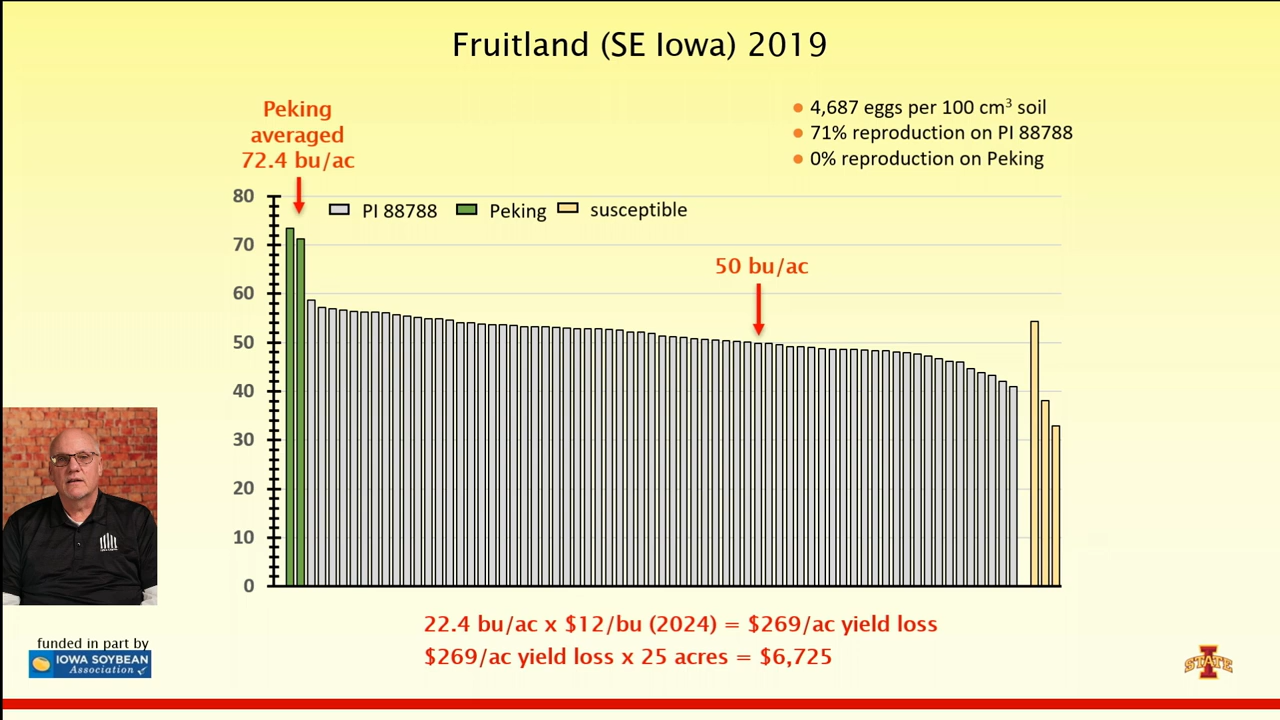 Fruitland (SE Iowa) 2019
Peking
averaged
72.4 bu/ac
4,687 eggs per 100 cm³ soil
71% reproduction on PI 88788
0% reproduction on Peking
80
70
60
50
40
30
20
10
0
PI 88788
Peking
susceptible
50 bu/ac
22.4 bu/ac x $12/bu (2024) = $269/ac yield loss
$269/ac yield loss x 25 acres = $6,725
funded in part by
IOWA SOYBEAN
Association
I
STATE